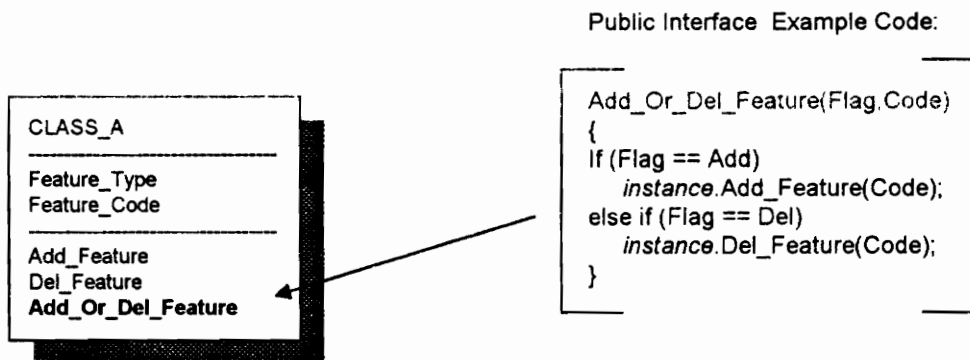 Public Interface Example Code:
CLASS_A
Feature_Type
Feature_Code
Add_Feature
Del_Feature
Add_Or_Del_Feature
Add_Or_Del_Feature(Flag,Code)
{
If (Flag == Add)
instance.Add_Feature(Code);
else if (Flag == Del)
instance.Del_Feature(Code);
}